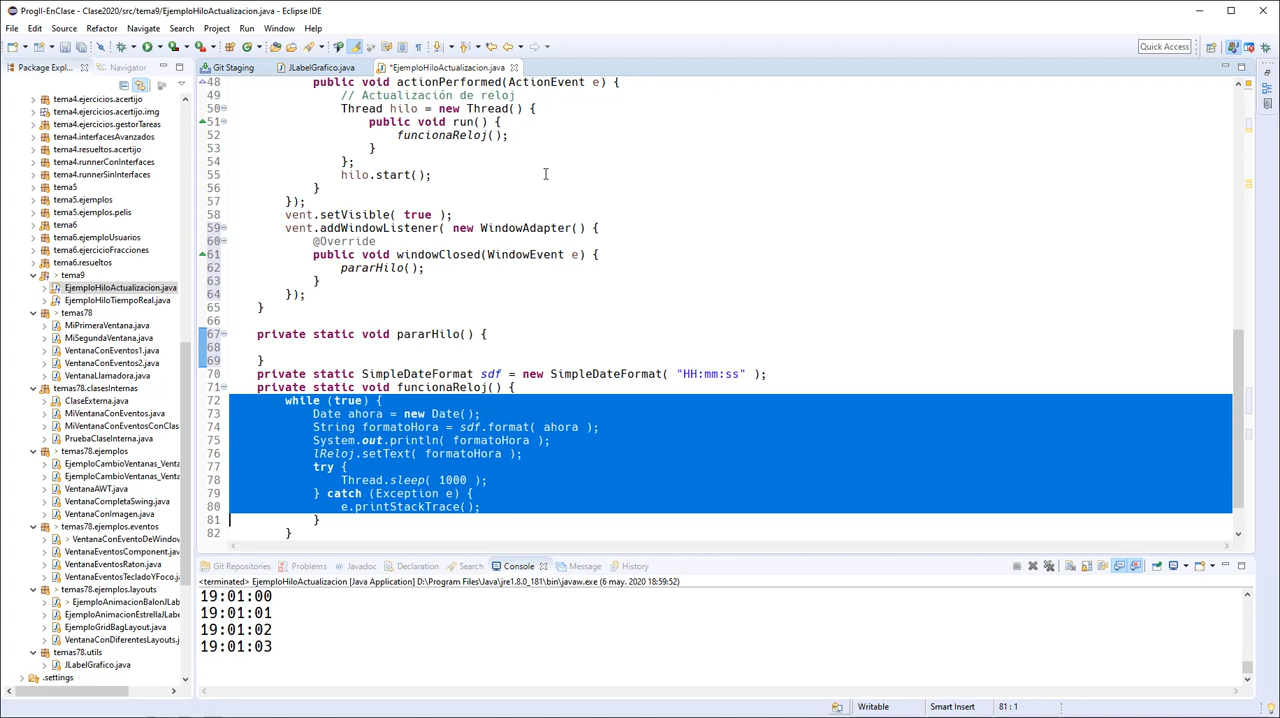 ProgII-EnClase - Clase2020/src/tema9/EjemploHiloActualizacion.java - Eclipse IDE
File Edit Source Refactor Navigate Search Project Run Window Help
Quick Access
Package Expl... Navigator
Git Staging JLabelGrafico.java *EjemploHiloActualizacion.java
tema4.ejercicios.acertijo
tema4.ejercicios.acertijo.img
tema4.ejercicios.gestorTareas
tema4.interfacesAvanzados
tema4.resueltos.acertijo
tema4.runnerConInterfaces
tema4.runnerSinInterfaces
tema5
tema5.ejemplos
tema5.ejemplos.pelis
tema6
tema6.ejemploUsuarios
tema6.ejercicioFracciones
tema6.resueltos
> tema9
EjemploHiloActualizacion.java
EjemploHiloTiempoReal.java
> temas78
MiPrimeraVentana.java
MiSegundaVentana.java
VentanaConEventos1.java
VentanaConEventos2.java
VentanaLlamadora.java
temas78.clasesInternas
ClaseExterna.java
MiVentanaConEventos.java
MiVentanaConEventosCon
PruebaClaseInterna.java
> temas78.ejemplos
EjemploCambioVentanas_Venta
EjemploCambioVentanas_Venta
VentanaAWT.java
VentanaCompletaSwing.java
VentanaConImagen.java
> temas78.ejemplos.eventos
> VentanaConEventoDeWindow
VentanaEventosComponent.java
VentanaEventosRaton.java
VentanaEventosTecladoYFoco.j
> temas78.ejemplos.layouts
> EjemploAnimacionBalonJLab
EjemploAnimacionEstrellaJLabe
EjemploGridBagLayout.java
VentanaConDiferentesLayouts.j
> temas78.utils
JLabelGrafico.java
.settings
48 public void actionPerformed(ActionEvent e) {
49 // Actualización de reloj
50 Thread hilo = new Thread() {
51 public void run() {
52 funcionaReloj();
53 }
54 };
55 hilo.start();
56 }
57 });
58 vent.setVisible( true );
59 vent.addWindowListener( new WindowAdapter() {
60 @Override
61 public void windowClosed(WindowEvent e) {
62 pararHilo();
63 }
64 });
65 }
66
67 private static void pararHilo() {
68
69 }
70 private static SimpleDateFormat sdf = new SimpleDateFormat( "HH:mm:ss" );
71 private static void funcionaReloj() {
72 while (true) {
73 Date ahora = new Date();
74 String formatoHora = sdf.format( ahora );
75 System.out.println( formatoHora );
76 lReloj.setText( formatoHora );
77 try {
78 Thread.sleep( 1000 );
79 } catch (Exception e) {
80 e.printStackTrace();
81 }
82 }
Git Repositories Problems Javadoc Declaration Search Console Message History
<terminated> EjemploHiloActualizacion [Java Application] D:\Program Files\Java\jre1.8.0_181\bin\javaw.exe (6 may. 2020 18:59:52)
19:01:00
19:01:01
19:01:02
19:01:03
Writable Smart Insert 81 : 1